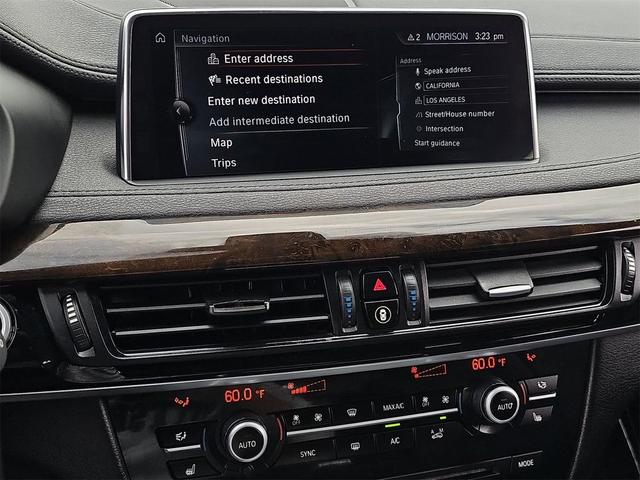 Navigation
2 MORRISON 3:23 pm
Enter address
Recent destinations
Enter new destination
Add intermediate destination
Map
Trips
Address
Speak address
CALIFORNIA
LOS ANGELES
Street/House number
Intersection
Start guidance
60.0 °F
60.0 °F
OFF
MAX A/C
OFF
AUTO
AUTO
SYNC
A/C
A M
MODE